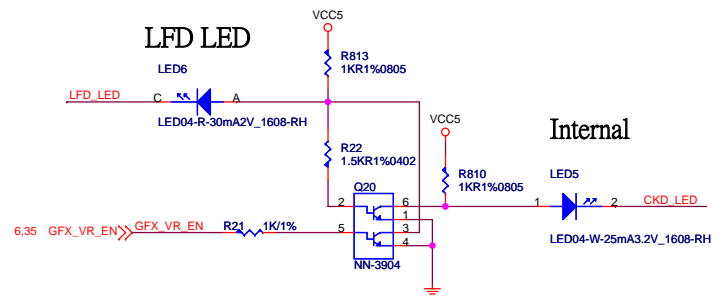 VCC5
LFD LED
R813
1KR1%0805
LED6
LFD_LED
C
A
LED04-R-30mA2V_1608-RH
VCC5
Internal
R22
1.5KR1%0402
R810
1KR1%0805
LED5
Q20
2
6
1
1
2
CKD_LED
6,35
GFX_VR_EN
GFX_VR_EN
R21
1K/1%
5
3
4
LED04-W-25mA3.2V_1608-RH
NN-3904